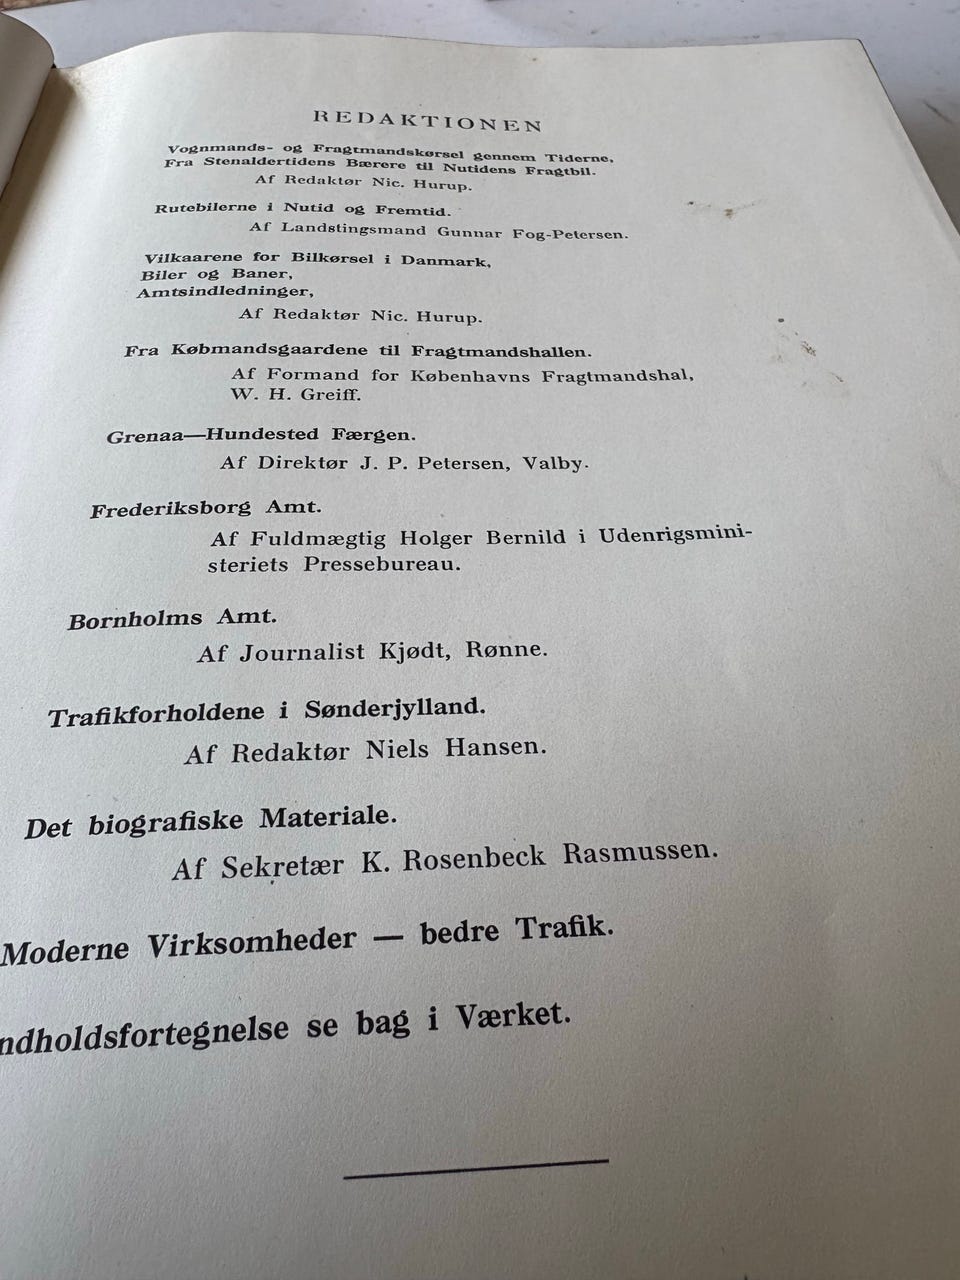 REDAKTIONEN
Vognmands- og Fragtmandskørsel gennem Tiderne,
Fra Stenaldertidens Bærere til Nutidens Fragtbil.
Af Redaktør Nic. Hurup.
Rutebilerne i Nutid og Fremtid.
Af Landstingsmand Gunnar Fog-Petersen.
Vilkaarene for Bilkørsel i Danmark,
Biler og Baner,
Amtsindledninger,
Af Redaktør Nic. Hurup.
Fra Købmandsgaardene til Fragtmandshallen.
Af Formand for Københavns Fragtmandshal,
W. H. Greiff.
Grenaa—Hundested Færgen.
Af Direktør J. P. Petersen, Valby.
Frederiksborg Amt.
Af Fuldmægtig Holger Bernild i Udenrigsmini-
steriets Pressebureau.
Bornholms Amt.
Af Journalist Kjødt, Rønne.
Trafikforholdene i Sønderjylland.
Af Redaktør Niels Hansen.
Det biografiske Materiale.
Af Sekretær K. Rosenbeck Rasmussen.
Moderne Virksomheder — bedre Trafik.
ndholdsfortegnelse se bag i Værket.